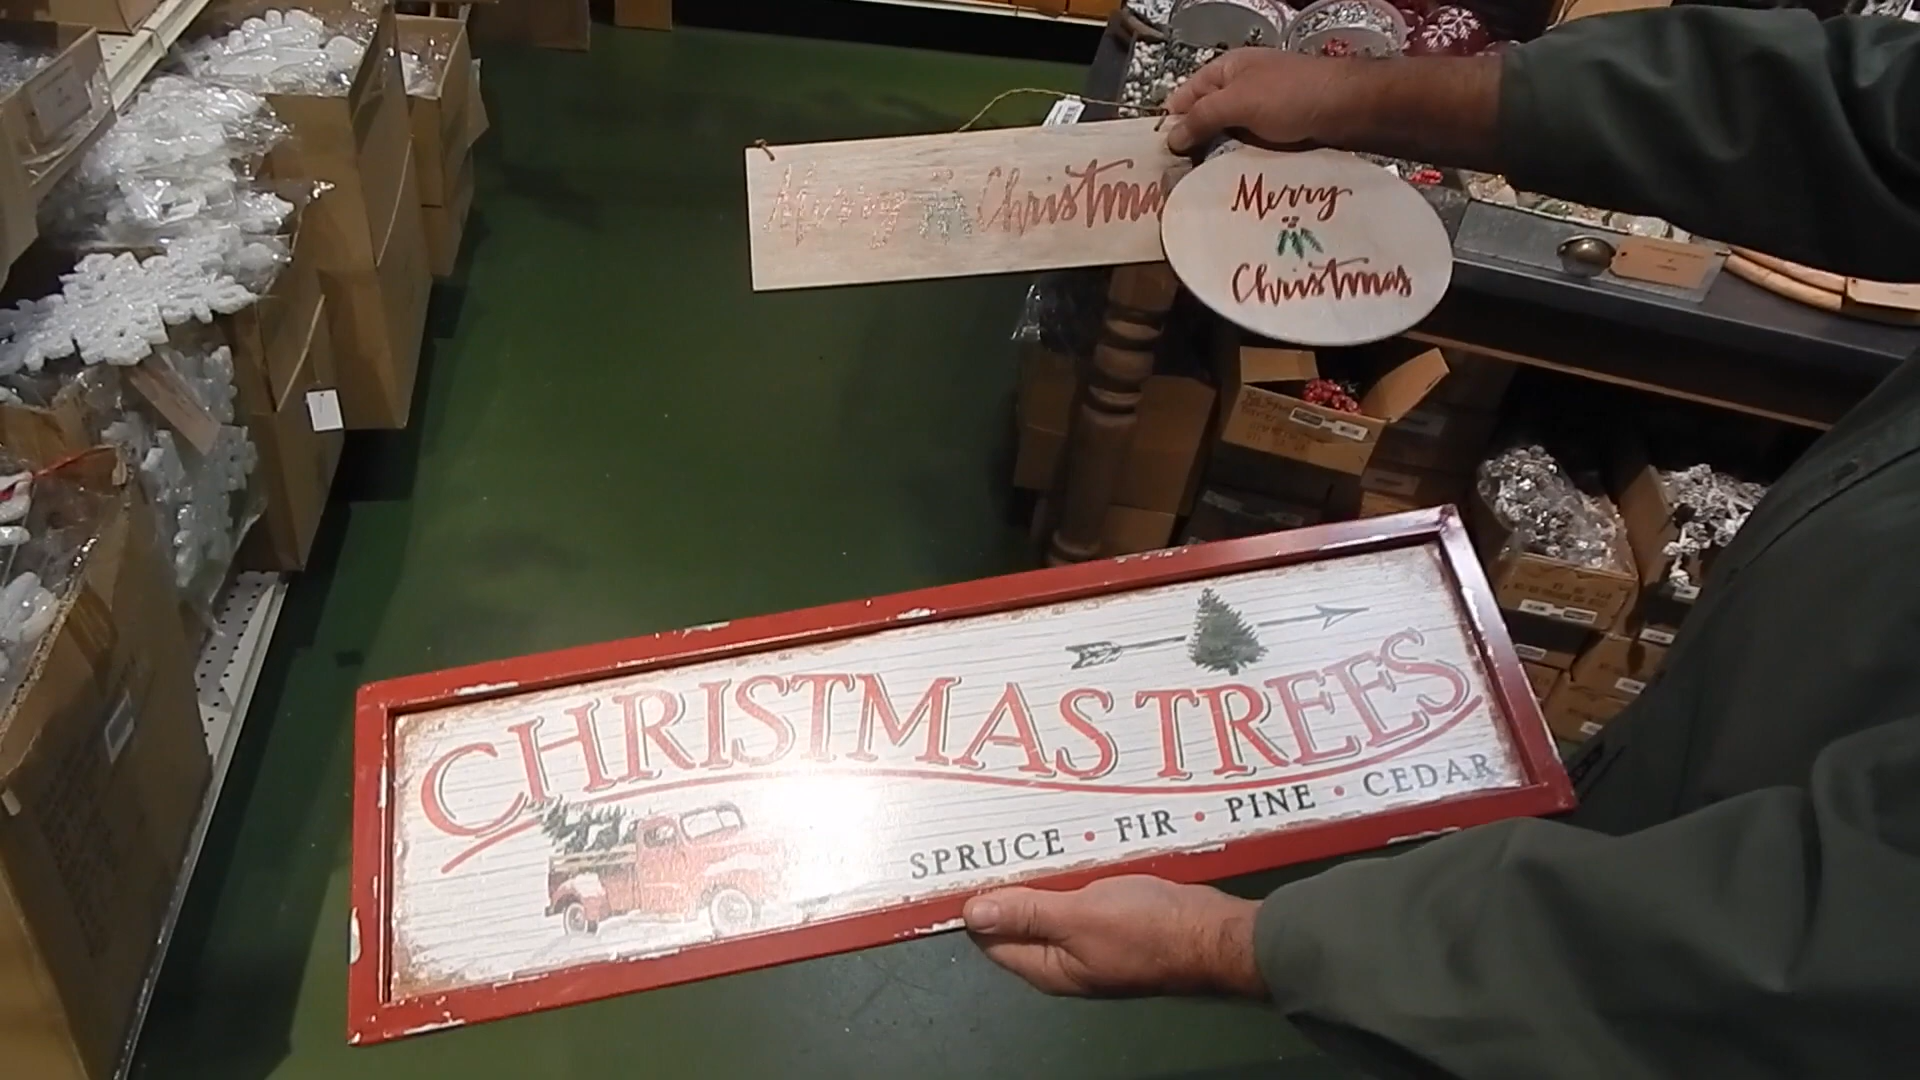 Merry Christmas
Merry
Christmas
CHRISTMAS TREES
SPRUCE • FIR • PINE • CEDAR